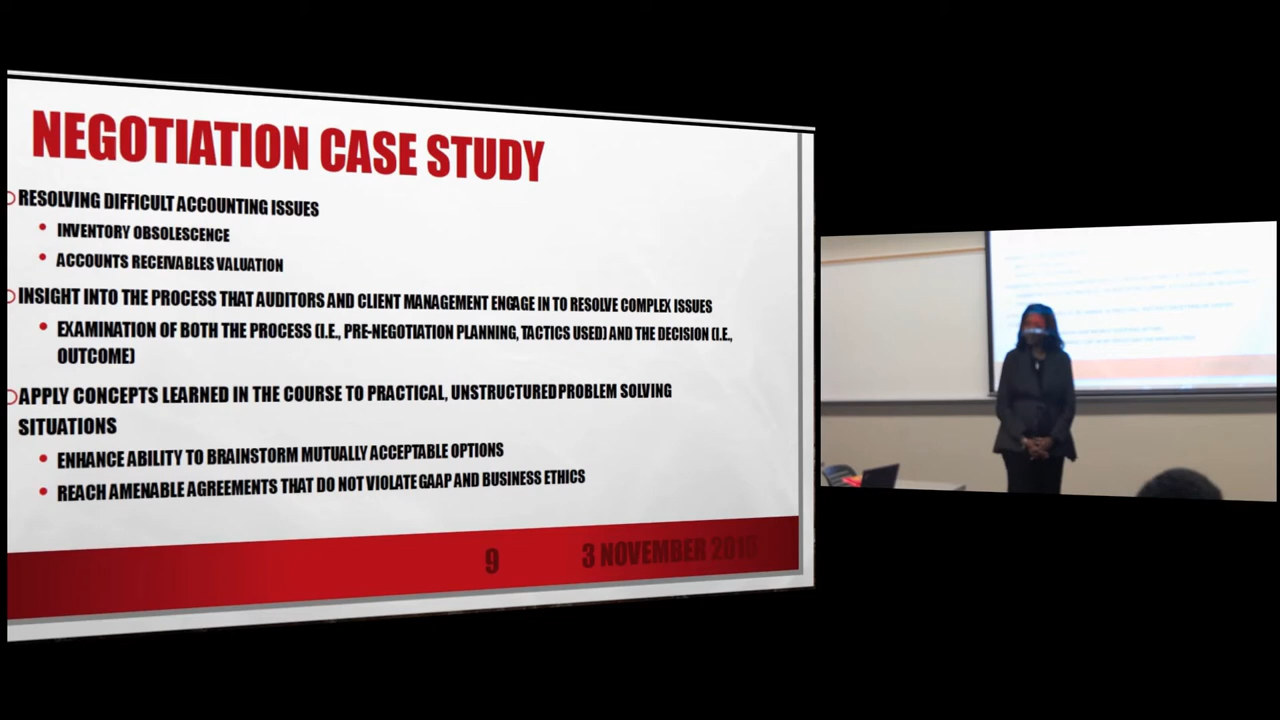 NEGOTIATION CASE STUDY
RESOLVING DIFFICULT ACCOUNTING ISSUES
INVENTORY OBSOLESCENCE
ACCOUNTS RECEIVABLES VALUATION
INSIGHT INTO THE PROCESS THAT AUDITORS AND CLIENT MANAGEMENT ENGAGE IN TO RESOLVE COMPLEX ISSUES
EXAMINATION OF BOTH THE PROCESS (I.E., PRE-NEGOTIATION PLANNING, TACTICS USED) AND THE DECISION (I.E.,
OUTCOME)
APPLY CONCEPTS LEARNED IN THE COURSE TO PRACTICAL, UNSTRUCTURED PROBLEM SOLVING
SITUATIONS
ENHANCE ABILITY TO BRAINSTORM MUTUALLY ACCEPTABLE OPTIONS
REACH AMENABLE AGREEMENTS THAT DO NOT VIOLATE GAAP AND BUSINESS ETHICS
9 3 NOVEMBER